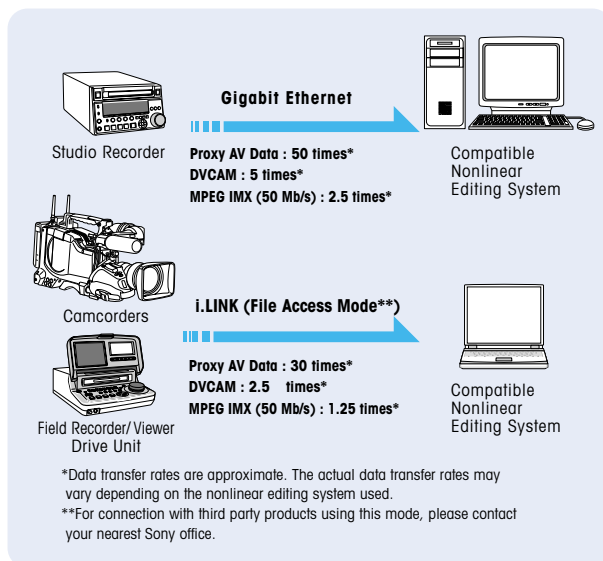 Gigabit Ethernet
Studio Recorder
Proxy AV Data : 50 times*
DVCAM : 5 times*
MPEG IMX (50 Mb/s) : 2.5 times*
Compatible
Nonlinear
Editing System
Camcorders
i.LINK (File Access Mode**)
Proxy AV Data : 30 times*
DVCAM : 2.5 times*
MPEG IMX (50 Mb/s) : 1.25 times*
Field Recorder/ Viewer
Drive Unit
Compatible
Nonlinear
Editing System
*Data transfer rates are approximate. The actual data transfer rates may
vary depending on the nonlinear editing system used.
**For connection with third party products using this mode, please contact
your nearest Sony office.